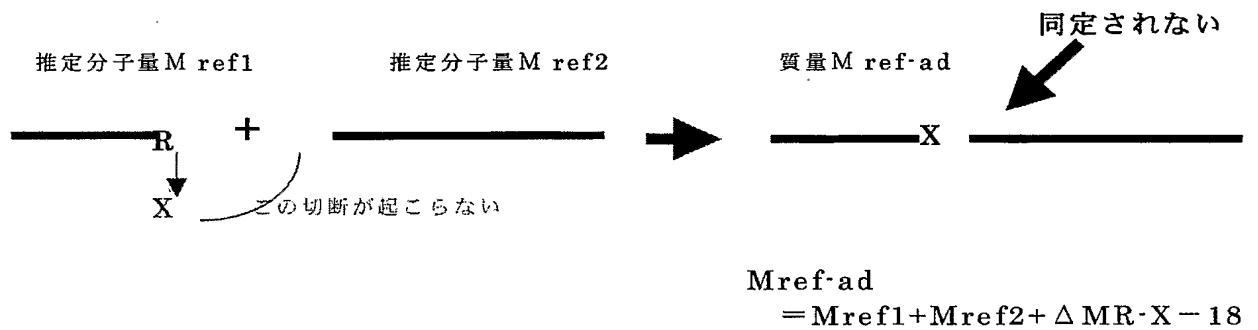 同定されない
推定分子量M ref1
推定分子量M ref2
質量M ref-ad
R
+
X
X
この切断が起こらない
Mref-ad
=Mref1+Mref2+ΔMR-X-18